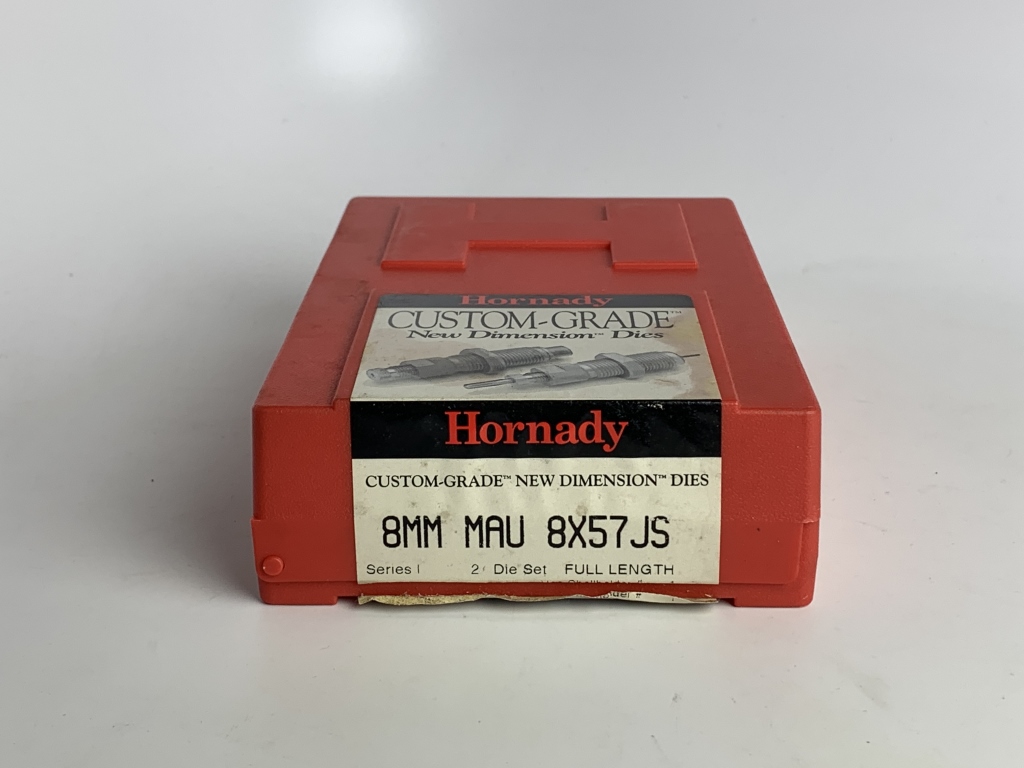 Hornady
CUSTOM-GRADE™
New Dimension™ Dies
Hornady
CUSTOM-GRADE™ NEW DIMENSION™ DIES
8MM MAU 8X57JS
Series I 2 Die Set FULL LENGTH